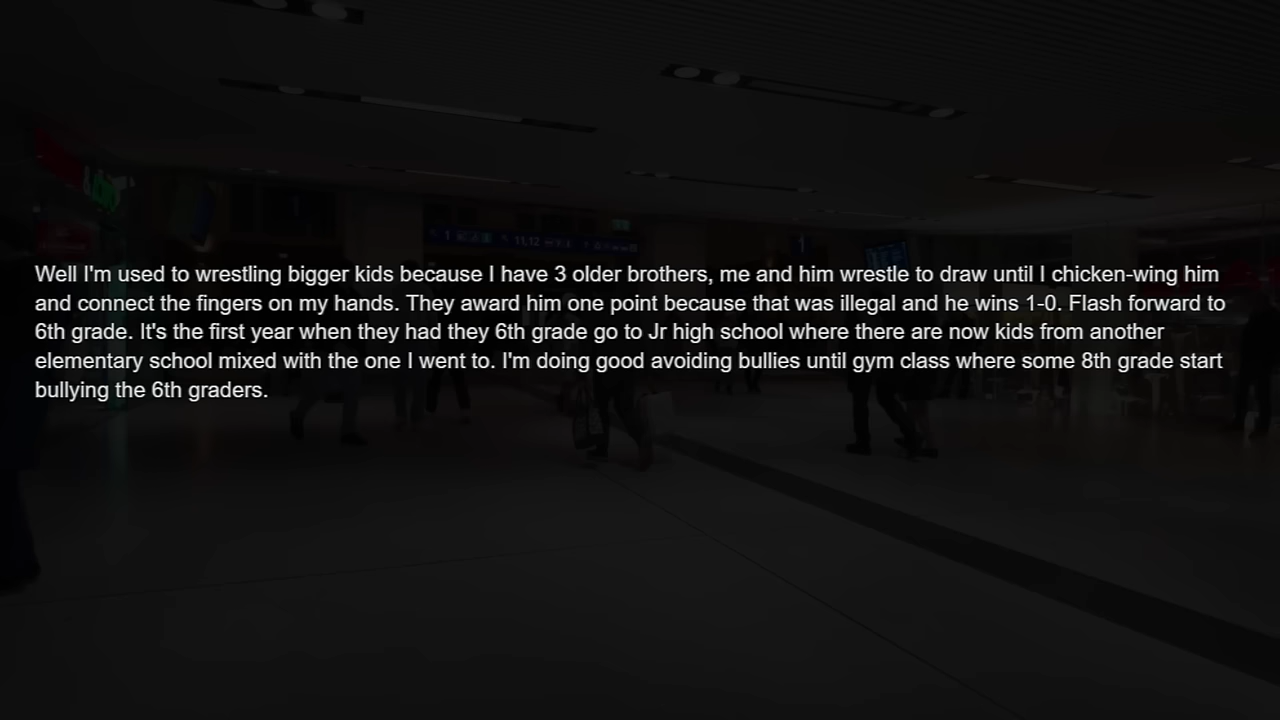 Well I'm used to wrestling bigger kids because I have 3 older brothers, me and him wrestle to draw until I chicken-wing him
and connect the fingers on my hands. They award him one point because that was illegal and he wins 1-0. Flash forward to
6th grade. It's the first year when they had they 6th grade go to Jr high school where there are now kids from another
elementary school mixed with the one I went to. I'm doing good avoiding bullies until gym class where some 8th grade start
bullying the 6th graders.
1
11,12
1